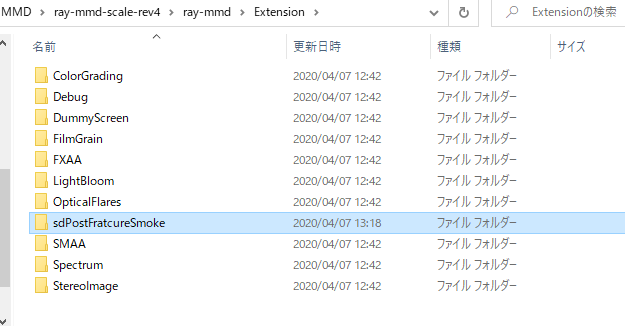 MMD › ray-mmd-scale-rev4 › ray-mmd › Extension › Extensionの検索
名前 更新日時 種類 サイズ
ColorGrading 2020/04/07 12:42 ファイル フォルダー
Debug 2020/04/07 12:42 ファイル フォルダー
DummyScreen 2020/04/07 12:42 ファイル フォルダー
FilmGrain 2020/04/07 12:42 ファイル フォルダー
FXAA 2020/04/07 12:42 ファイル フォルダー
LightBloom 2020/04/07 12:42 ファイル フォルダー
OpticalFlares 2020/04/07 12:42 ファイル フォルダー
sdPostFratcureSmoke 2020/04/07 13:18 ファイル フォルダー
SMAA 2020/04/07 12:42 ファイル フォルダー
Spectrum 2020/04/07 12:42 ファイル フォルダー
StereoImage 2020/04/07 12:42 ファイル フォルダー